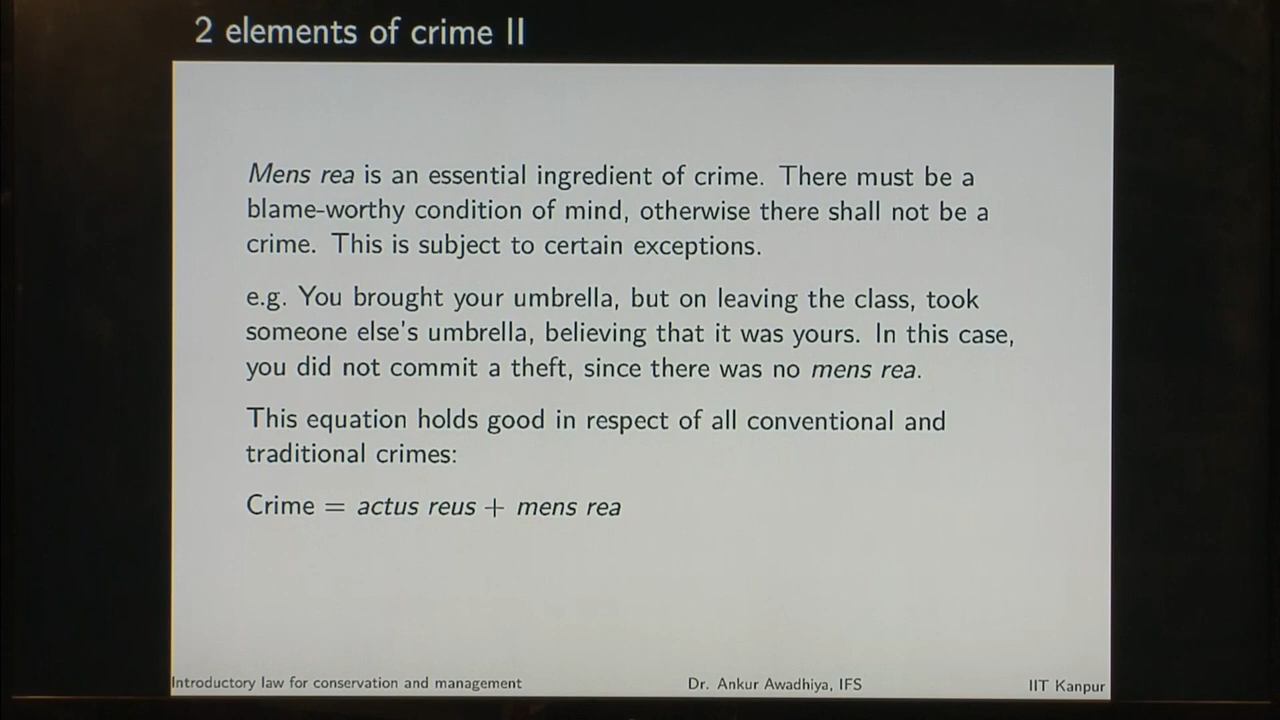 2 elements of crime II
Mens rea is an essential ingredient of crime. There must be a
blame-worthy condition of mind, otherwise there shall not be a
crime. This is subject to certain exceptions.
e.g. You brought your umbrella, but on leaving the class, took
someone else's umbrella, believing that it was yours. In this case,
you did not commit a theft, since there was no mens rea.
This equation holds good in respect of all conventional and
traditional crimes:
Crime = actus reus + mens rea
Introductory law for conservation and management Dr. Ankur Awadhiya, IFS IIT Kanpur